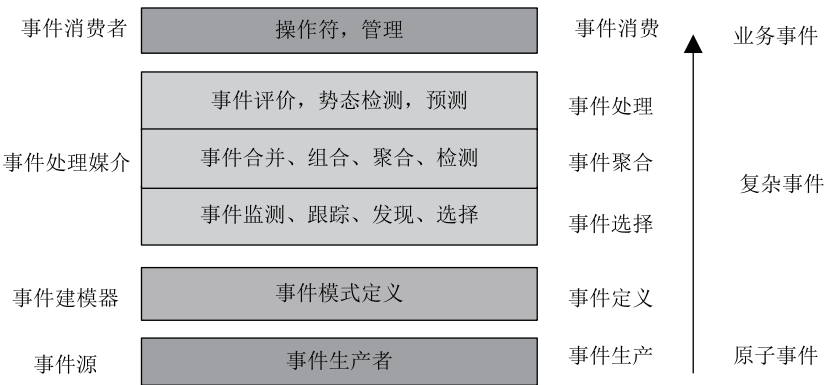 事件消费者 操作符，管理 事件消费 业务事件
事件评价，势态检测，预测 事件处理
事件处理媒介 事件合并、组合、聚合、检测 事件聚合
复杂事件
事件监测、跟踪、发现、选择 事件选择
事件建模器 事件模式定义 事件定义
事件源 事件生产者 事件生产 原子事件